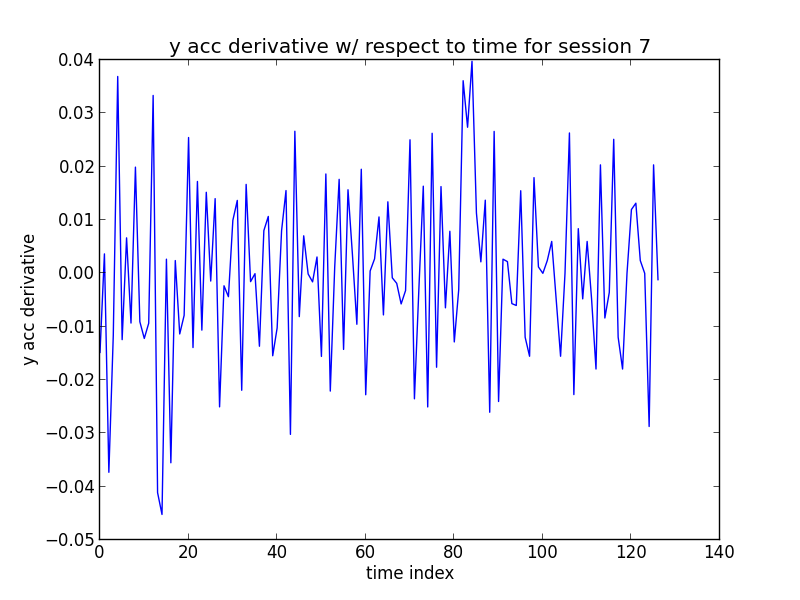 y acc derivative w/ respect to time for session 7
0.04
0.03
0.02
0.01
0.00
−0.01
−0.02
−0.03
−0.04
−0.05
y acc derivative
0 20 40 60 80 100 120 140
time index